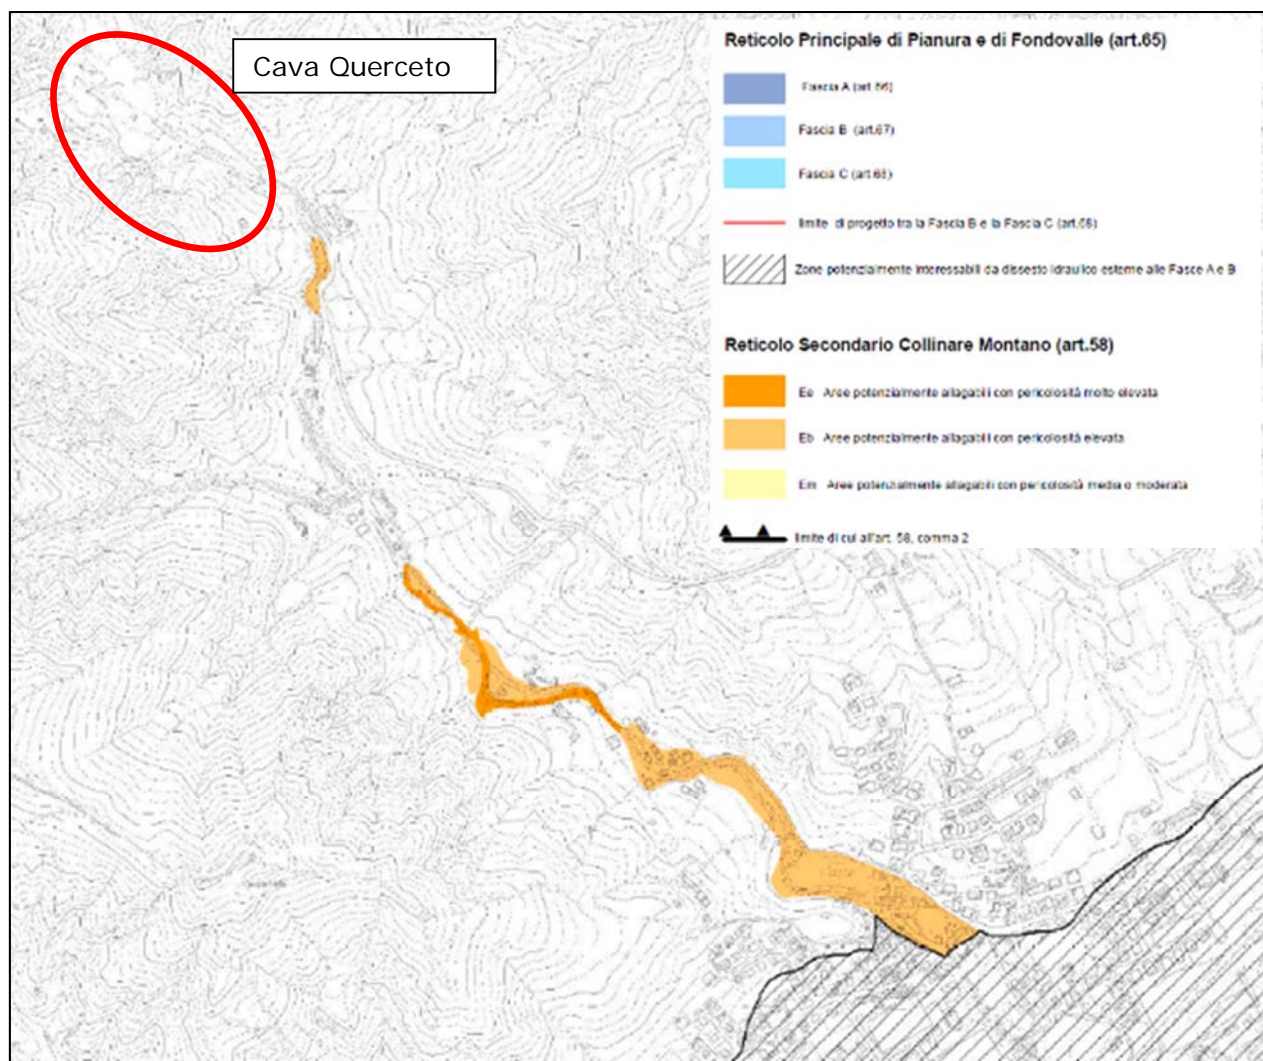 Cava Querceto
Reticolo Principale di Pianura e di Fondovalle (art.65)
Fascia A (art.66)
Fascia B (art.67)
Fascia C (art.68)
limite di progetto tra la Fascia B e la Fascia C (art.68)
Zone potenzialmente interessabili da dissesto idraulico esterne alle Fasce A e B
Reticolo Secondario Collinare Montano (art.58)
Ee Aree potenzialmente allagabili con pericolosità molto elevata
Eb Aree potenzialmente allagabili con pericolosità elevata
Em Aree potenzialmente allagabili con pericolosità media o moderata
limite di cui all'art. 58, comma 2